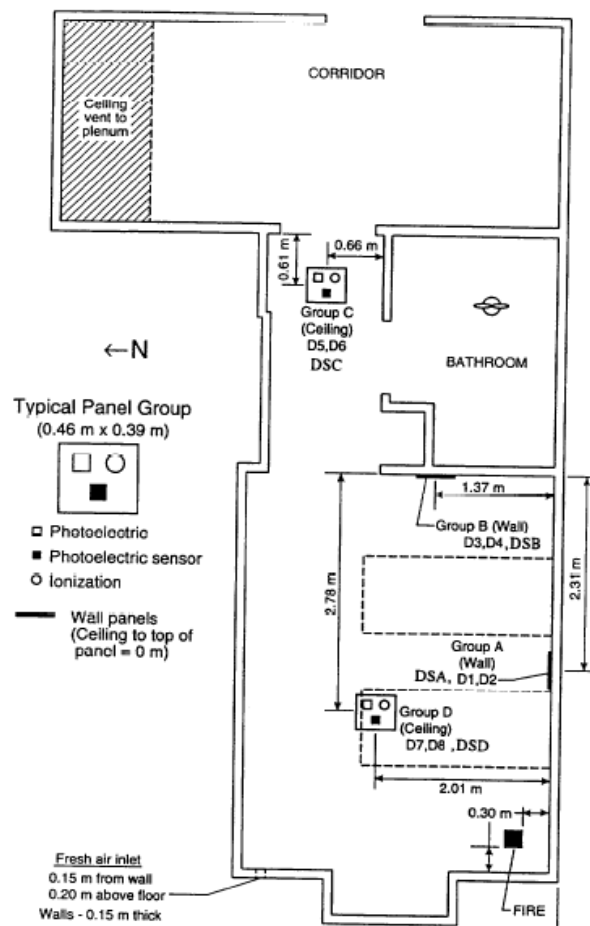 CORRIDOR
Ceiling
vent to
plenum
0.61 m
0.66 m
Group C
(Ceiling)
D5,D6
DSC
←N
BATHROOM
Typical Panel Group
(0.46 m x 0.39 m)
Photoelectric
Photoelectric sensor
Ionization
Wall panels
(Ceiling to top of
panel = 0 m)
1.37 m
Group B (Wall)
D3,D4,DSB
2.78 m
2.31 m
Group A
(Wall)
DSA, D1,D2
Group D
(Ceiling)
D7,D8 ,DSD
2.01 m
0.30 m
Fresh air inlet
0.15 m from wall
0.20 m above floor
Walls - 0.15 m thick
FIRE